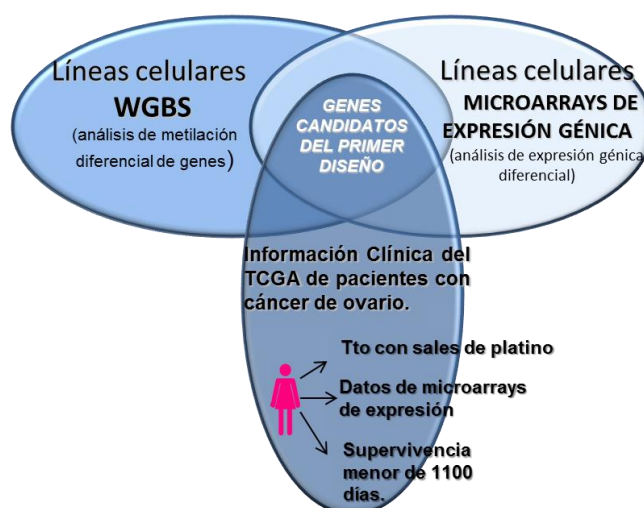 Líneas celulares
WGBS
(análisis de metilación
diferencial de genes)
GENES
CANDIDATOS
DEL PRIMER
DISEÑO
Líneas celulares
MICROARRAYS DE
EXPRESIÓN GÉNICA
(análisis de expresión génica
diferencial)
Información Clínica del
TCGA de pacientes con
cáncer de ovario.
Tto con sales de platino
Datos de microarrays
de expresión
Supervivencia
menor de 1100
días.